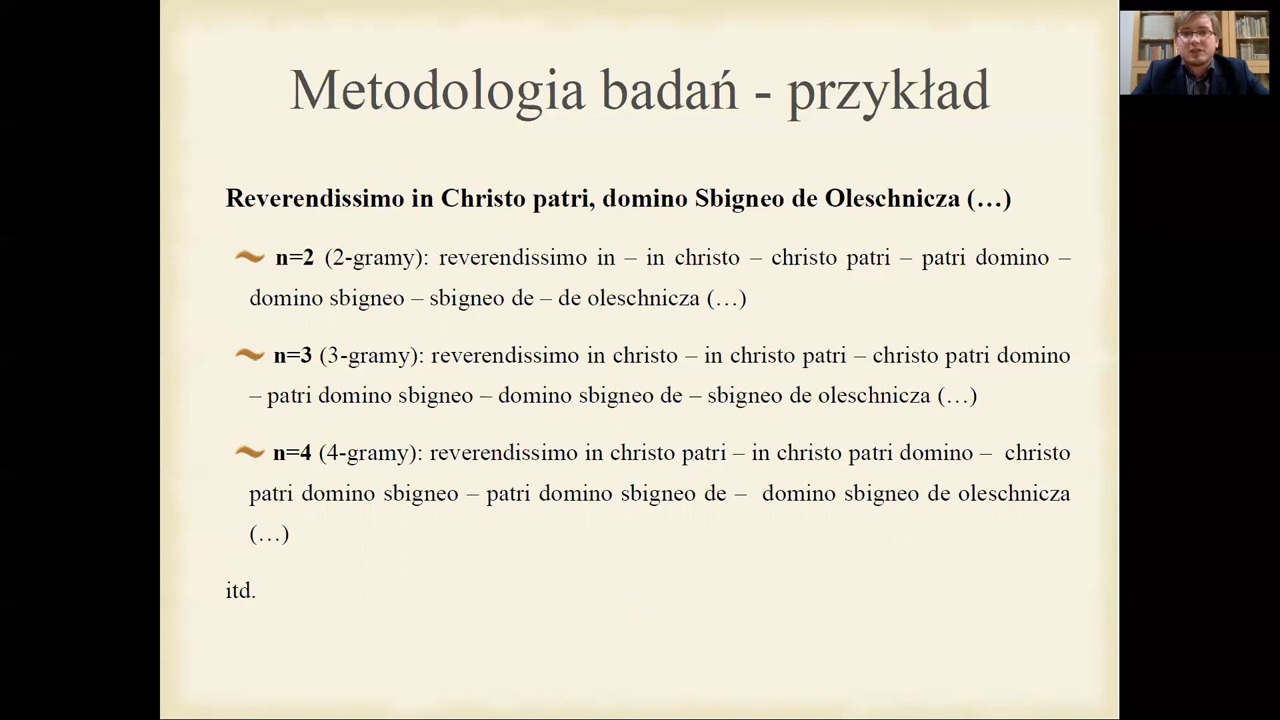 Metodologia badań - przykład
Reverendissimo in Christo patri, domino Sbigneo de Oleschnicza (…)
n=2 (2-gramy): reverendissimo in – in christo – christo patri – patri domino –
domino sbigneo – sbigneo de – de oleschnicza (…)
n=3 (3-gramy): reverendissimo in christo – in christo patri – christo patri domino
– patri domino sbigneo – domino sbigneo de – sbigneo de oleschnicza (…)
n=4 (4-gramy): reverendissimo in christo patri – in christo patri domino – christo
patri domino sbigneo – patri domino sbigneo de – domino sbigneo de oleschnicza
(…)
itd.